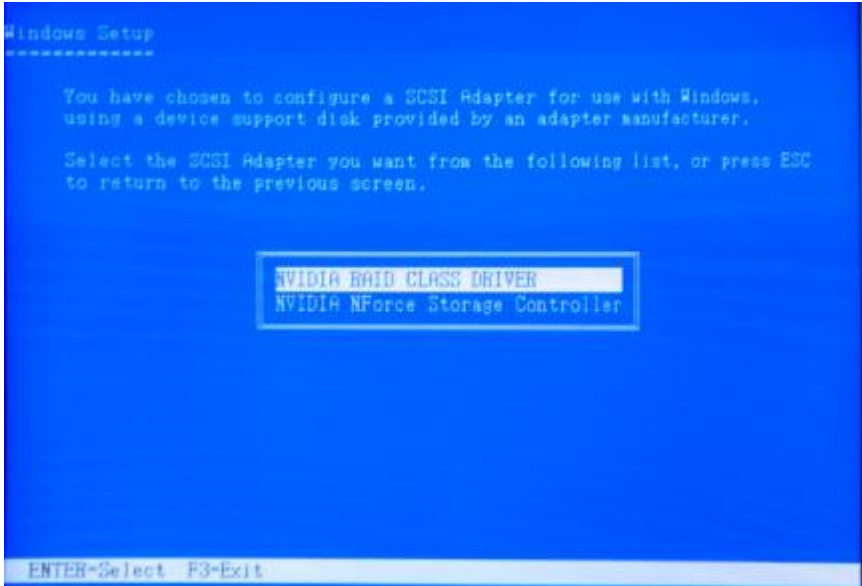 Windows Setup
You have chosen to configure a SCSI Adapter for use with Windows,
using a device support disk provided by an adapter manufacturer.
Select the SCSI Adapter you want from the following list, or press ESC
to return to the previous screen.
NVIDIA RAID CLASS DRIVER
NVIDIA NForce Storage Controller
ENTER=Select F3=Exit